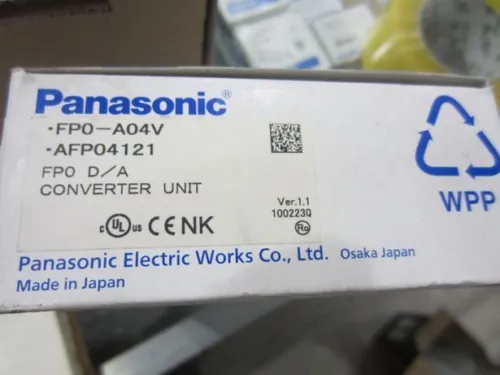 Panasonic®
·FP0-A04V
·AFP04121
FP0 D/A
CONVERTER UNIT
Ver.1.1
100223Q
c UL us CE NK
Ro
WPP
Panasonic Electric Works Co., Ltd. Osaka Japan
Made in Japan